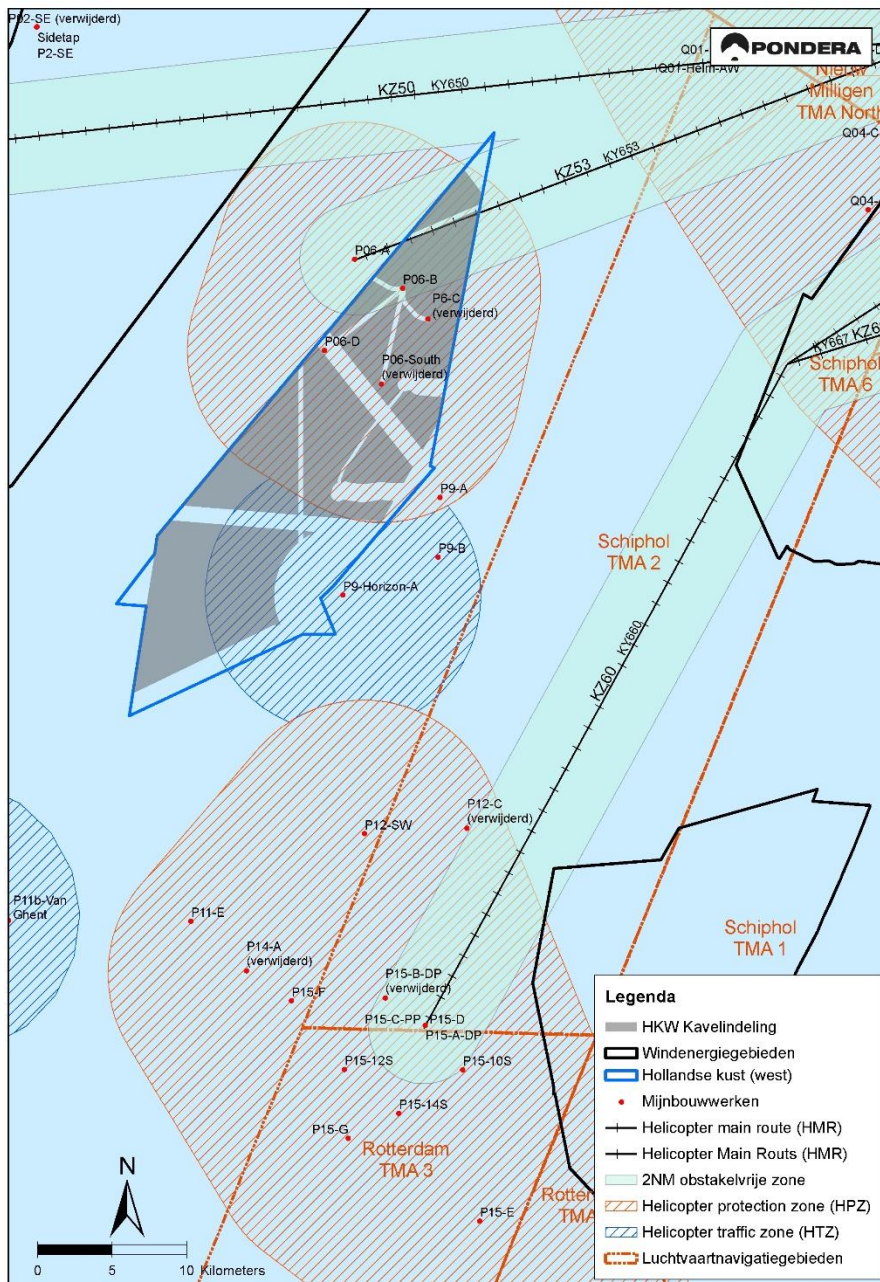 P02-SE (verwijderd)
Sidetap
P2-SE
PONDERA
Q01-Helm-AW
Nieuw
Milligen
TMA North
Q04-C
Q04-
KZ50
KY650
KZ53
KY653
P06-A
P06-B
P6-C
(verwijderd)
P06-D
P06-South
(verwijderd)
KY667
KZ6
Schiphol
TMA 6
P9-A
P9-B
P9-Horizon-A
Schiphol
TMA 2
KZ60
KY660
P12-SW
P12-C
(verwijderd)
P11b-Van
Ghent
P11-E
P14-A
(verwijderd)
P15-F
P15-B-DP
(verwijderd)
P15-C-PP
P15-D
P15-A-DP
P15-12S
P15-10S
P15-14S
P15-G
Rotterdam
TMA 3
P15-E
Schiphol
TMA 1
Rotter
TMA
Legenda
HKW Kavelindeling
Windenergiegebieden
Hollandse kust (west)
Mijnbouwwerken
Helicopter main route (HMR)
Helicopter Main Routs (HMR)
2NM obstakelvrije zone
Helicopter protection zone (HPZ)
Helicopter traffic zone (HTZ)
Luchtvaartnavigatiegebieden
N
0 5 10 Kilometers